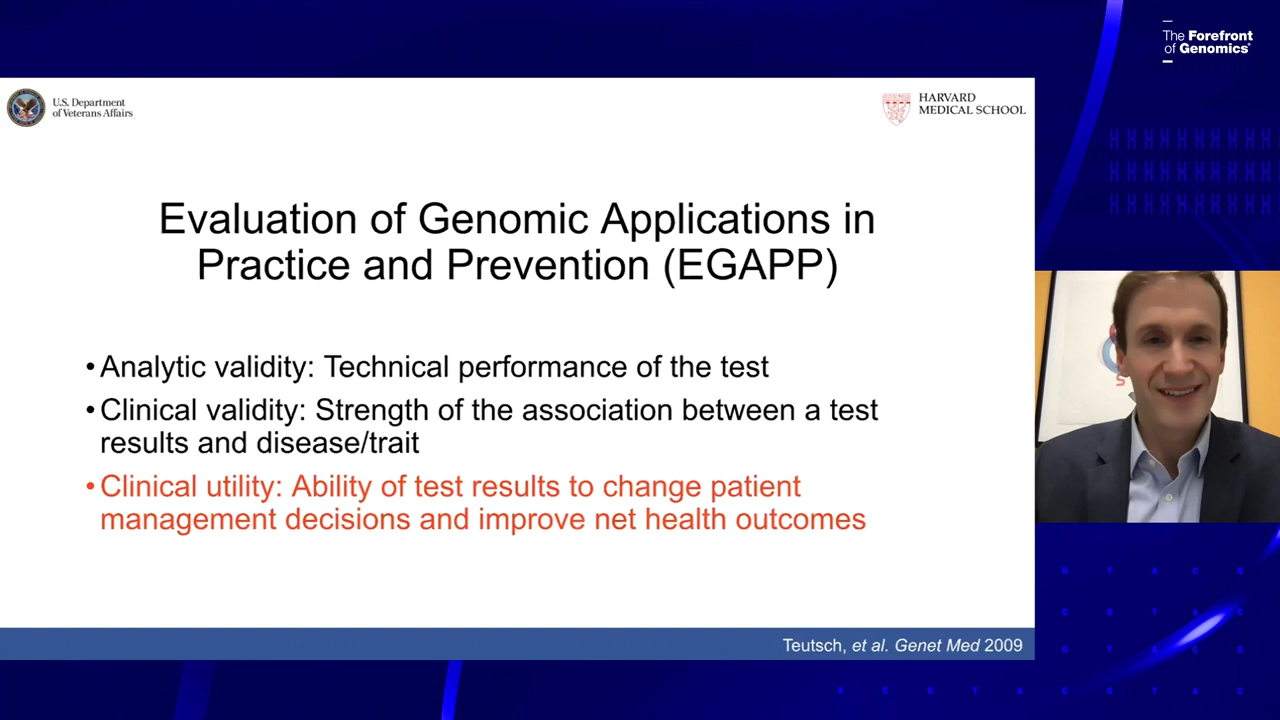 The Forefront
of Genomics®
U.S. Department
of Veterans Affairs
HARVARD
MEDICAL SCHOOL
Evaluation of Genomic Applications in
Practice and Prevention (EGAPP)
•Analytic validity: Technical performance of the test
•Clinical validity: Strength of the association between a test
results and disease/trait
•Clinical utility: Ability of test results to change patient
management decisions and improve net health outcomes
Teutsch, et al. Genet Med 2009